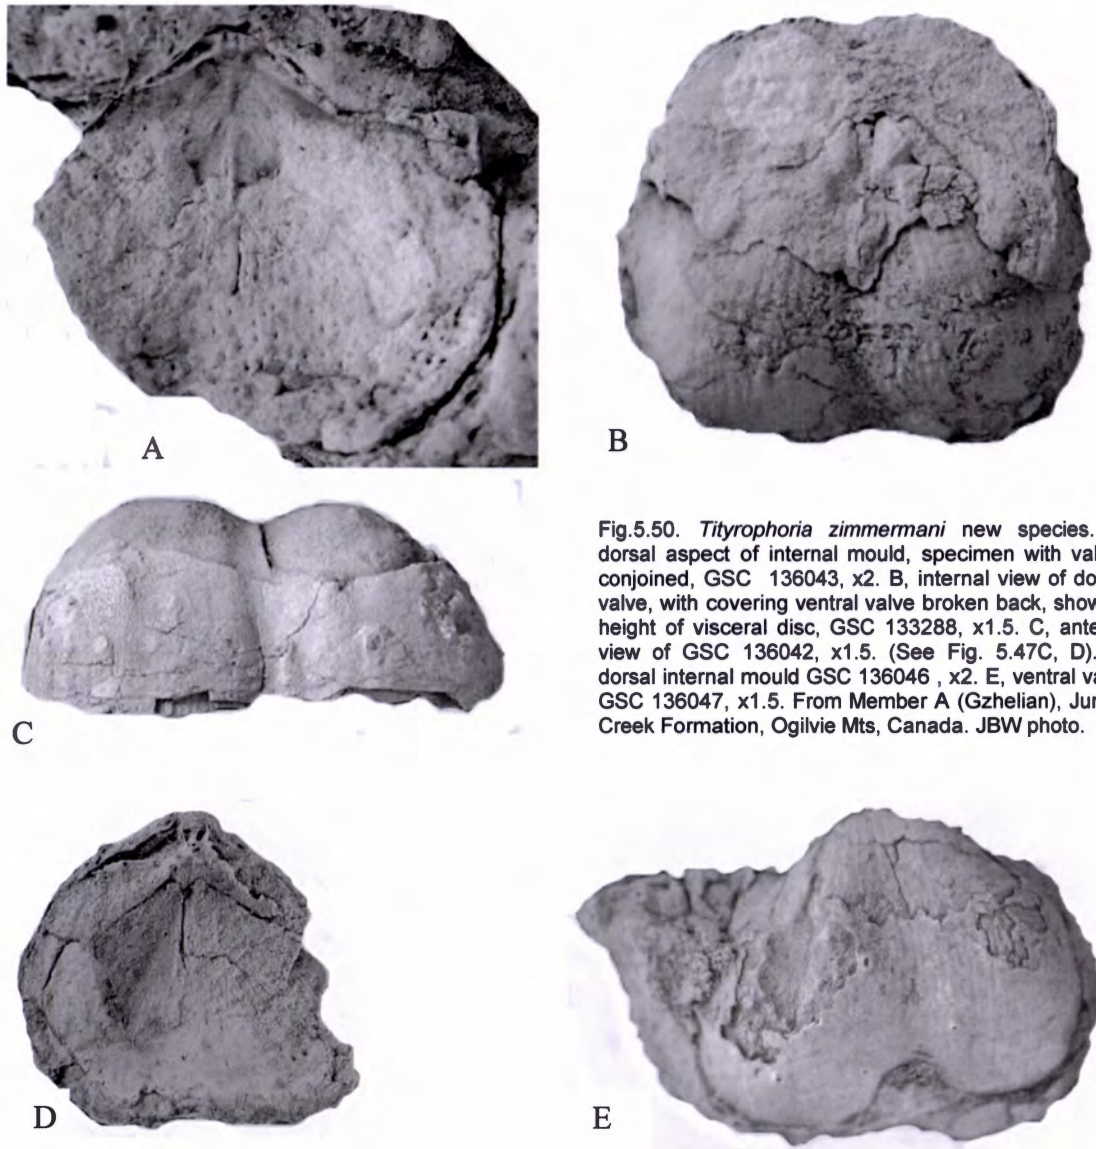 A
B
Fig.5.50. Tityrophoria zimmermani new species.
dorsal aspect of internal mould, specimen with val
conjoined, GSC 136043, x2. B, internal view of do
valve, with covering ventral valve broken back, show
height of visceral disc, GSC 133288, x1.5. C, ante
view of GSC 136042, x1.5. (See Fig. 5.47C, D).
dorsal internal mould GSC 136046 , x2. E, ventral va
GSC 136047, x1.5. From Member A (Gzhelian), Jun
Creek Formation, Ogilvie Mts, Canada. JBW photo.
C
D
E